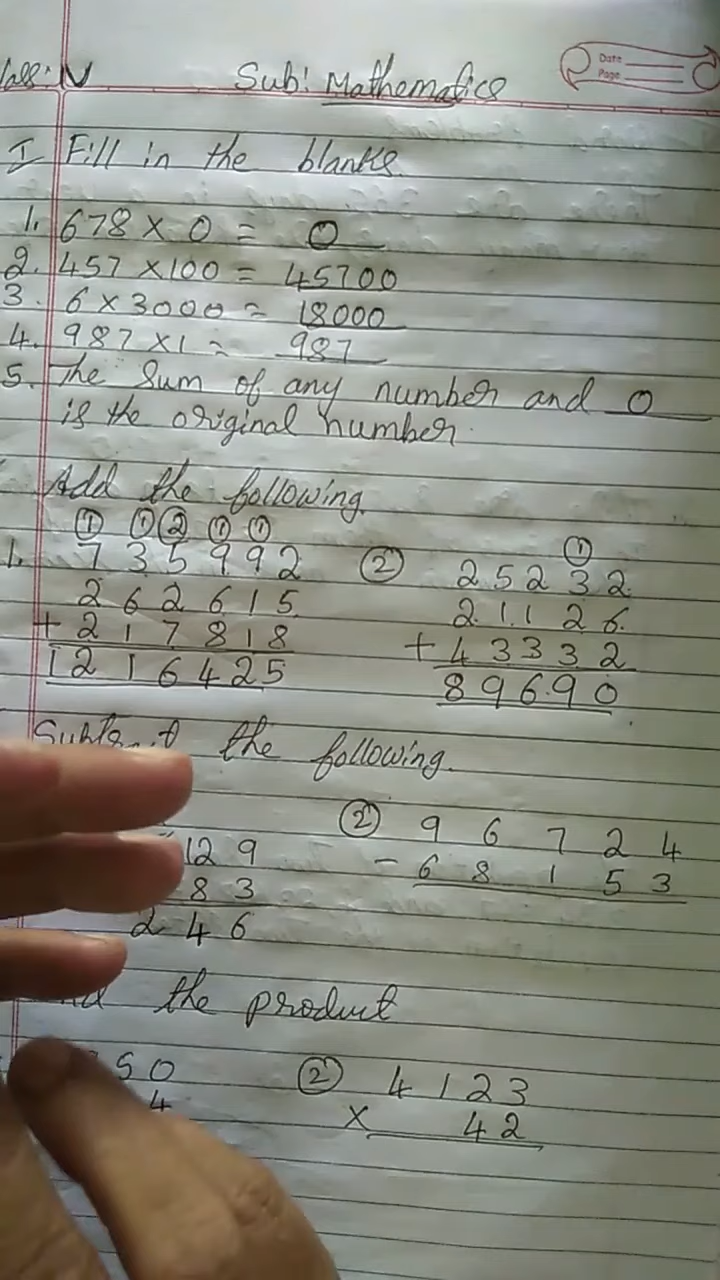 IV Sub: Mathematics
Date
Page
I Fill in the blanks
1. 678 x 0 = 0
2. 457 x 100 = 45700
3. 6 x 3000 = 18000
4. 987 x 1 = 987
5. The Sum of any number and 0
is the original number.
Add the following.
1 1 2 1 1
1. 7 3 5 9 9 2
2 6 2 6 1 5
+ 2 1 7 8 1 8
1 2 1 6 4 2 5
1
2 2 5 2 3 2
2 1 1 2 6
+ 4 3 3 3 2
8 9 6 9 0
the following.
12 9
8 3
2 4 6
2 9 6 7 2 4
- 6 8 1 5 3
the product
5 0
4
2 4 1 2 3
x 4 2